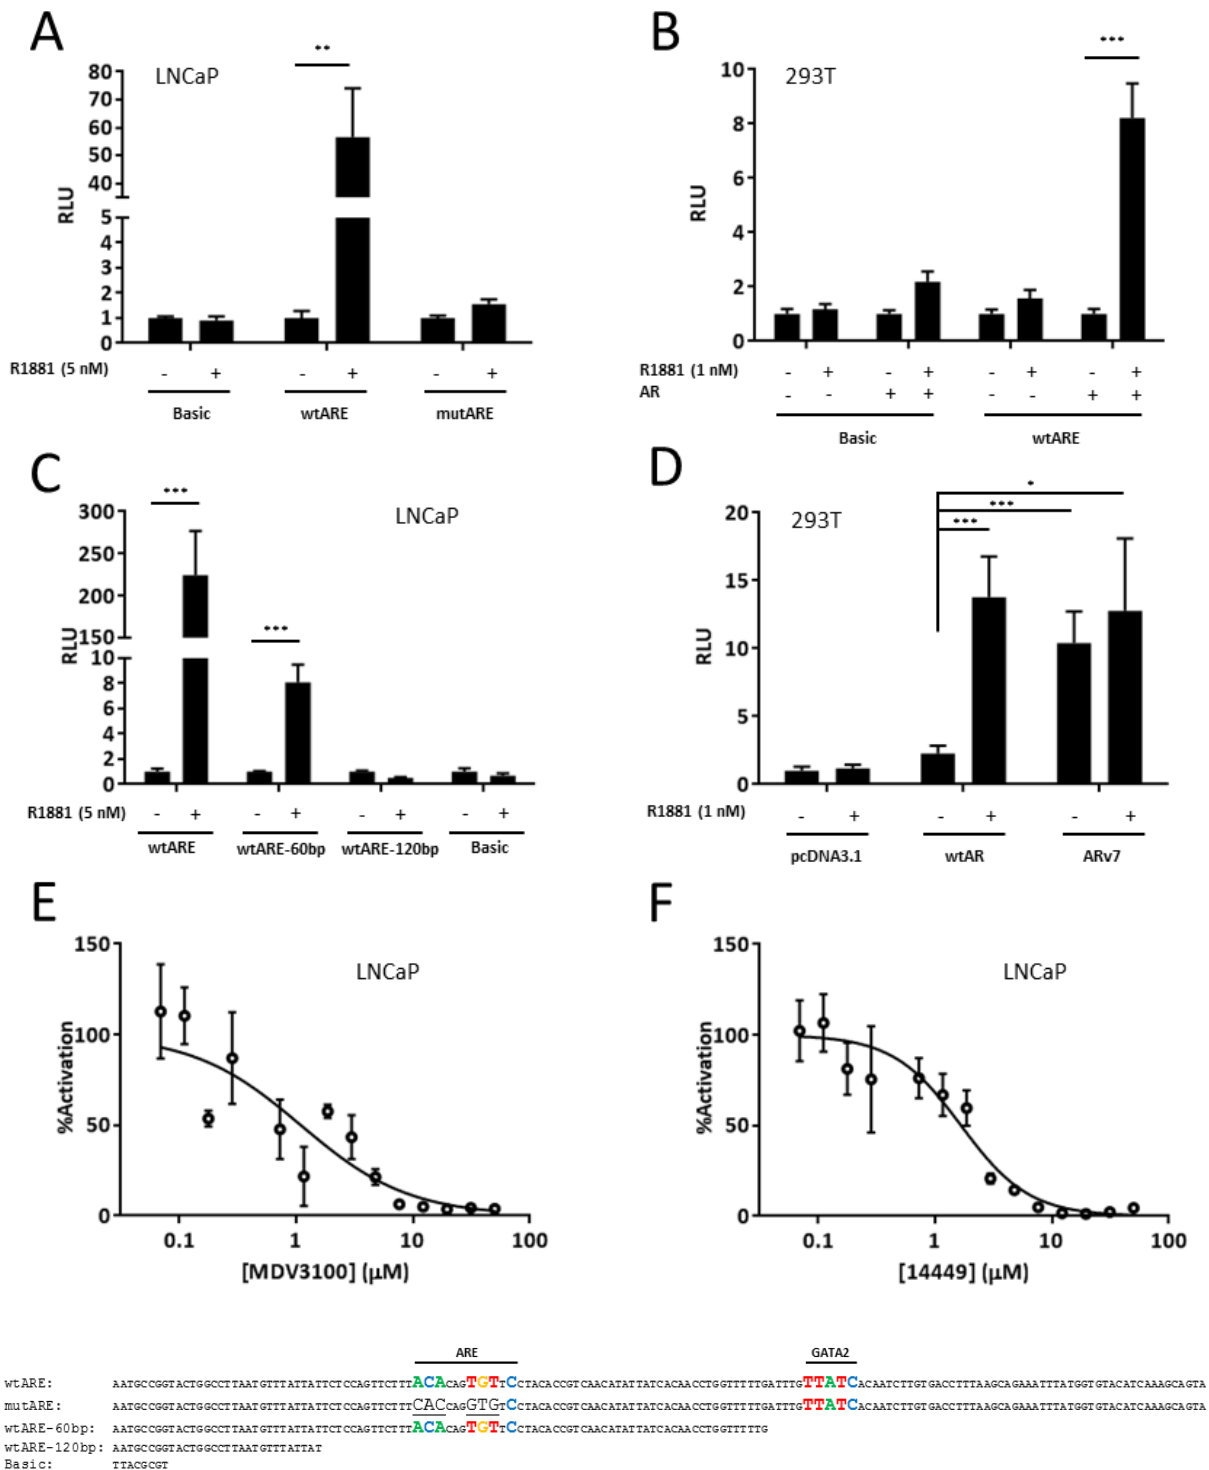 A
LNCaP
**
80
70
60
50
40
5
4
3
2
1
0
RLU
R1881 (5 nM) - + - + - +
Basic wtARE mutARE
B
293T
***
10
8
6
4
2
0
RLU
R1881 (1 nM) - + - + - + - +
AR - - + + - - + +
Basic wtARE
C
LNCaP
***
***
300
250
200
150
10
8
6
4
2
0
RLU
R1881 (5 nM) - + - + - + - +
wtARE wtARE-60bp wtARE-120bp Basic
D
293T
*
***
***
20
15
10
5
0
RLU
R1881 (1 nM) - + - + - +
pcDNA3.1 wtAR ARv7
E
LNCaP
150
100
50
0
%Activation
0.1 1 10 100
[MDV3100] (µM)
F
LNCaP
150
100
50
0
%Activation
0.1 1 10 100
[14449] (µM)
ARE GATA2
wtARE: AATGCCGGTACTGGCCTTAATGTTTATTATTCTCCAGTTCTTTACACAGTGTTCCTACACCGTCAACATATTATCACAACCTGGTTTTTGATTTGTTATCACAATCTTGTGACCTTTAAGCAGAAATTTATGGTGTACATCAAAGCAGTA
mutARE: AATGCCGGTACTGGCCTTAATGTTTATTATTCTCCAGTTCTTTCACCAGGTGTCCTACACCGTCAACATATTATCACAACCTGGTTTTTGATTTGTTATCACAATCTTGTGACCTTTAAGCAGAAATTTATGGTGTACATCAAAGCAGTA
wtARE-60bp: AATGCCGGTACTGGCCTTAATGTTTATTATTCTCCAGTTCTTTACACAGTGTTCCTACACCGTCAACATATTATCACAACCTGGTTTTTG
wtARE-120bp: AATGCCGGTACTGGCCTTAATGTTTATTAT
Basic: TTACGCGT